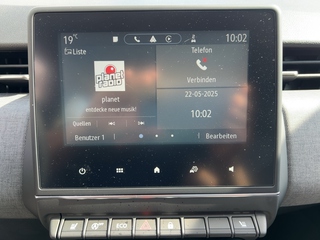 19°C
10:02
Liste
Telefon
planet radio
Verbinden
planet
entdecke neue musik!
22-05-2025
Quellen
10:02
Benutzer 1
Bearbeiten
ECO